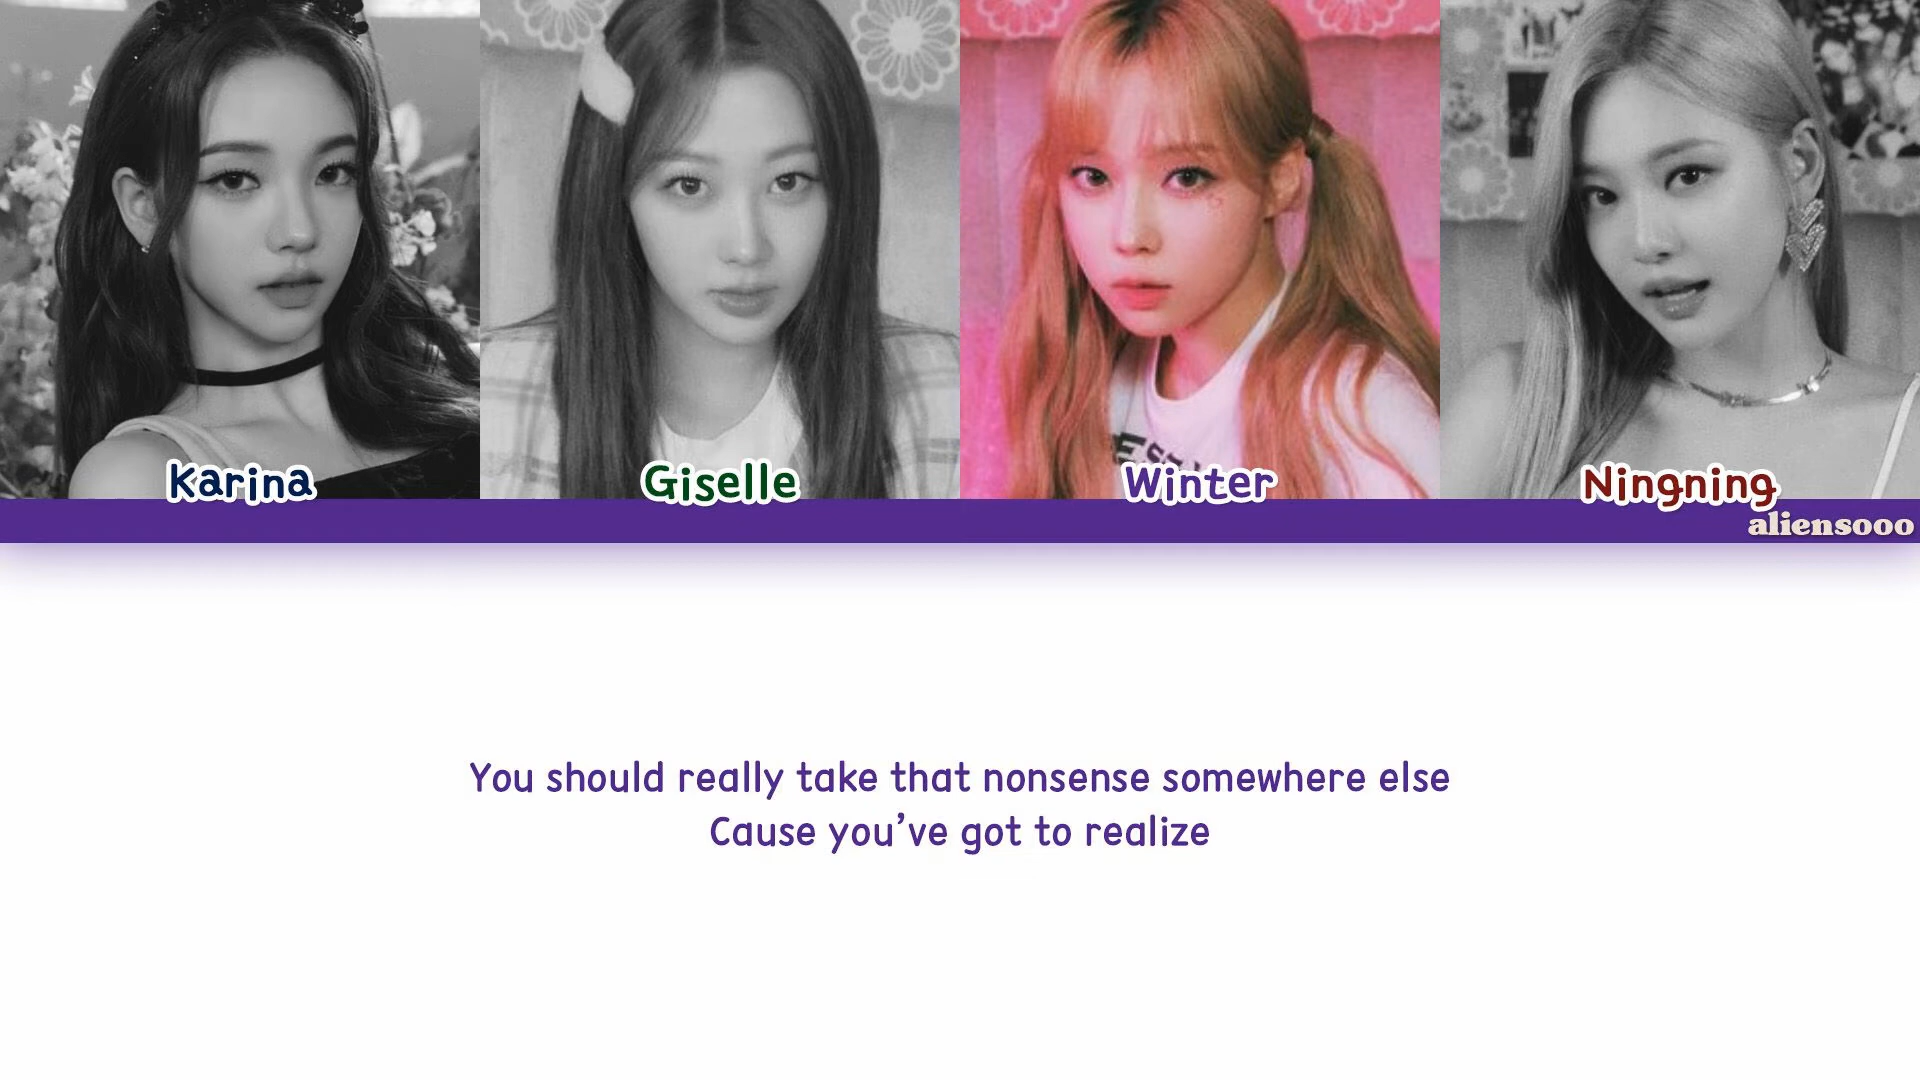 Karina
Giselle
Winter
Ningning
aliensooo
You should really take that nonsense somewhere else
Cause you’ve got to realize